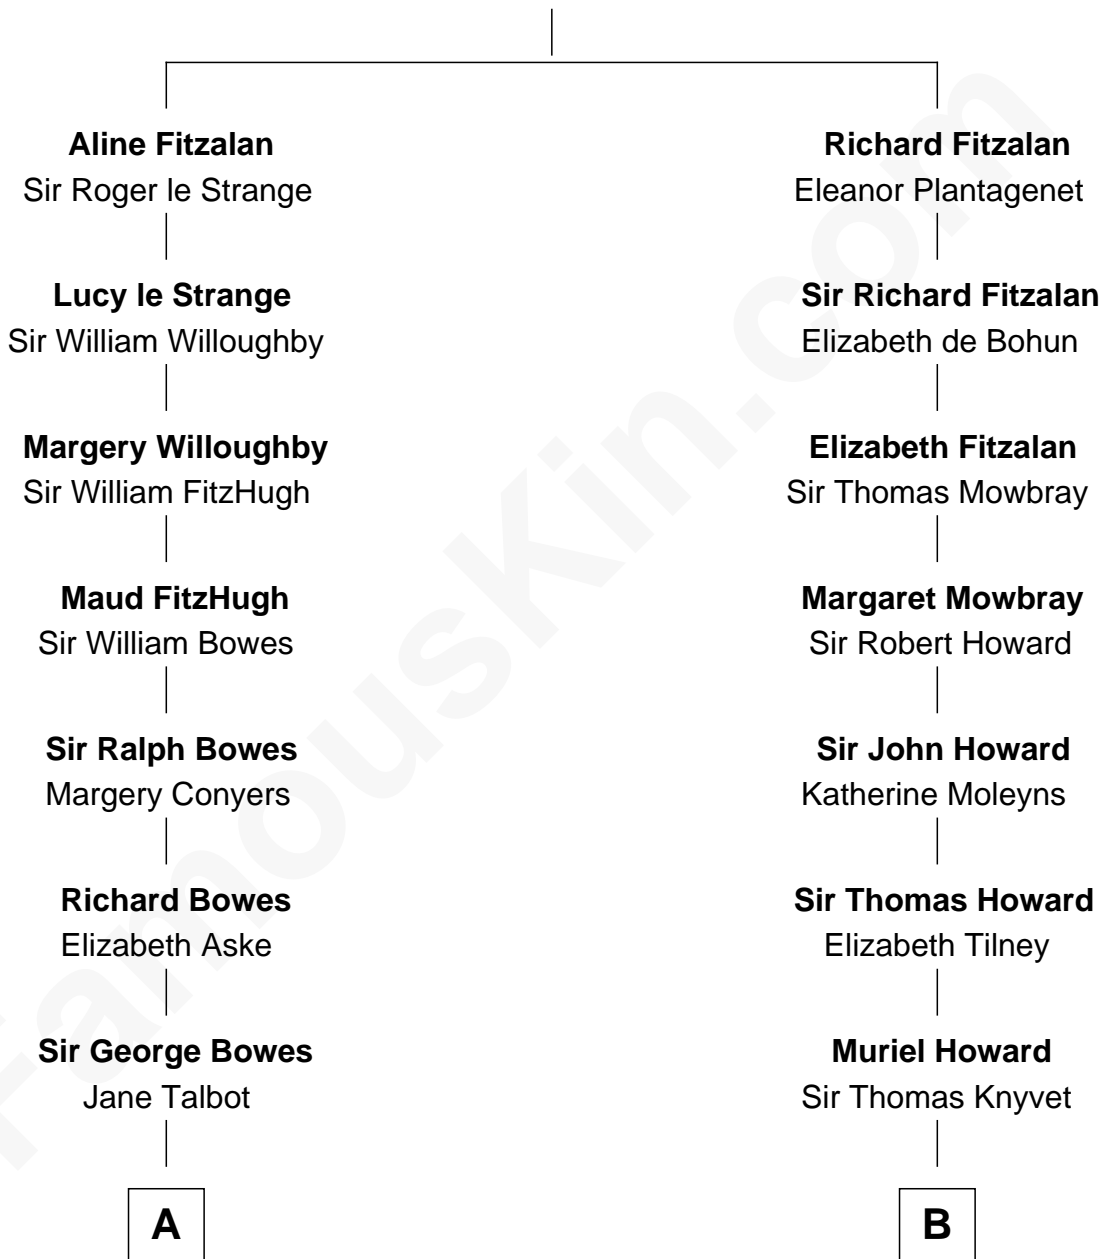 Aline Fitzalan
Sir Roger le Strange
Richard Fitzalan
Eleanor Plantagenet
Lucy le Strange
Sir William Willoughby
Sir Richard Fitzalan
Elizabeth de Bohun
Margery Willoughby
Sir William FitzHugh
Elizabeth Fitzalan
Sir Thomas Mowbray
Maud FitzHugh
Sir William Bowes
Margaret Mowbray
Sir Robert Howard
Sir Ralph Bowes
Margery Conyers
Sir John Howard
Katherine Moleyns
Richard Bowes
Elizabeth Aske
Sir Thomas Howard
Elizabeth Tilney
Sir George Bowes
Jane Talbot
Muriel Howard
Sir Thomas Knyvet
A
B
FamousKin.com